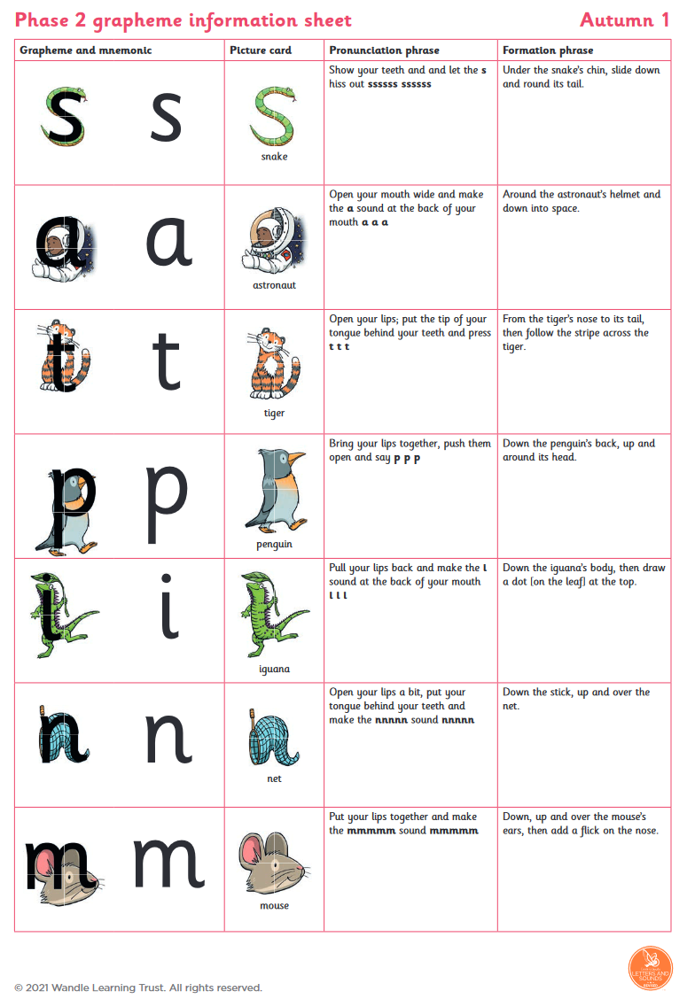 Phase 2 grapheme information sheet
Autumn 1
Grapheme and mnemonic
Picture card
Pronunciation phrase
Formation phrase
s
s
snake
Show your teeth and and let the s
hiss out ssssss ssssss
Under the snake's chin, slide down
and round its tail.
a
a
astronaut
Open your mouth wide and make
the a sound at the back of your
mouth a a a
Around the astronaut's helmet and
down into space.
t
t
tiger
Open your lips; put the tip of your
tongue behind your teeth and press
t t t
From the tiger's nose to its tail,
then follow the stripe across the
tiger.
p
p
penguin
Bring your lips together, push them
open and say p p p
Down the penguin's back, up and
around its head.
i
i
iguana
Pull your lips back and make the i
sound at the back of your mouth
i i i
Down the iguana's body, then draw
a dot [on the leaf] at the top.
n
n
net
Open your lips a bit, put your
tongue behind your teeth and
make the nnnnn sound nnnnn
Down the stick, up and over the
net.
m
m
mouse
Put your lips together and make
the mmmmm sound mmmmm
Down, up and over the mouse's
ears, then add a flick on the nose.
© 2021 Wandle Learning Trust. All rights reserved.
LETTERS AND
SOUNDS